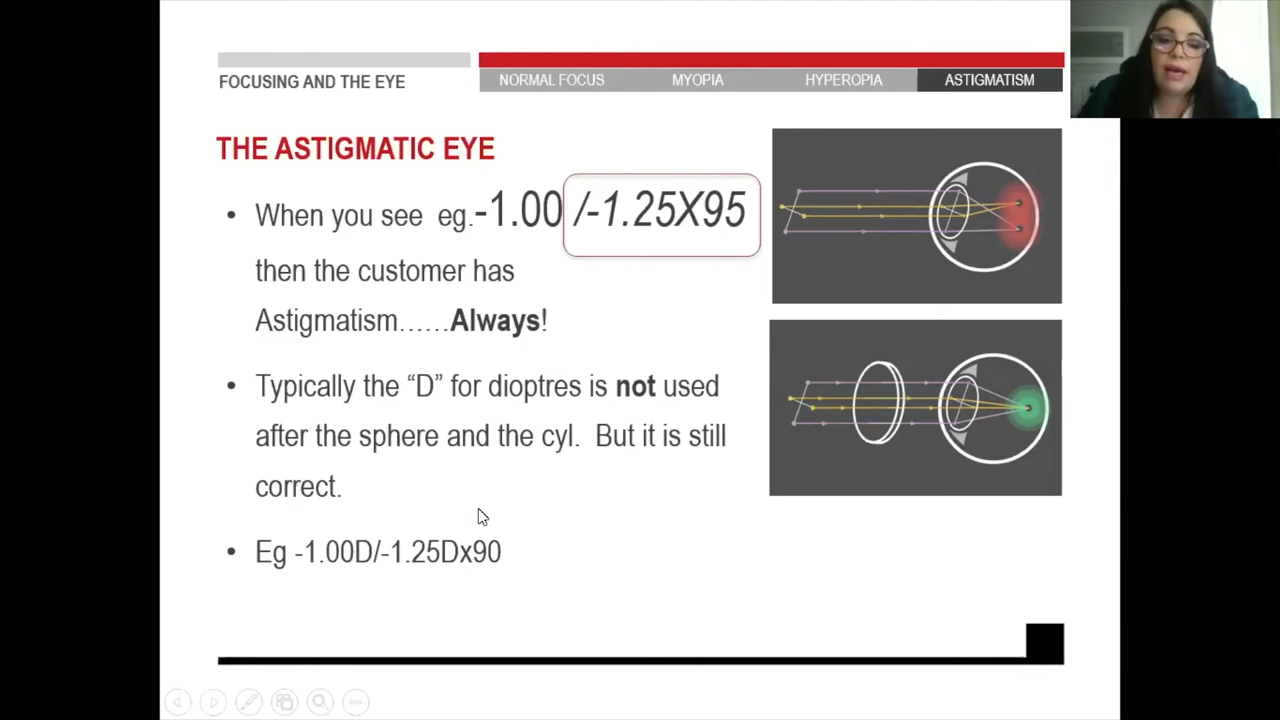 FOCUSING AND THE EYE
NORMAL FOCUS
MYOPIA
HYPEROPIA
ASTIGMATISM
THE ASTIGMATIC EYE
• When you see eg.-1.00 /-1.25X95
then the customer has
Astigmatism……Always!
• Typically the “D” for dioptres is not used
after the sphere and the cyl. But it is still
correct.
• Eg -1.00D/-1.25Dx90